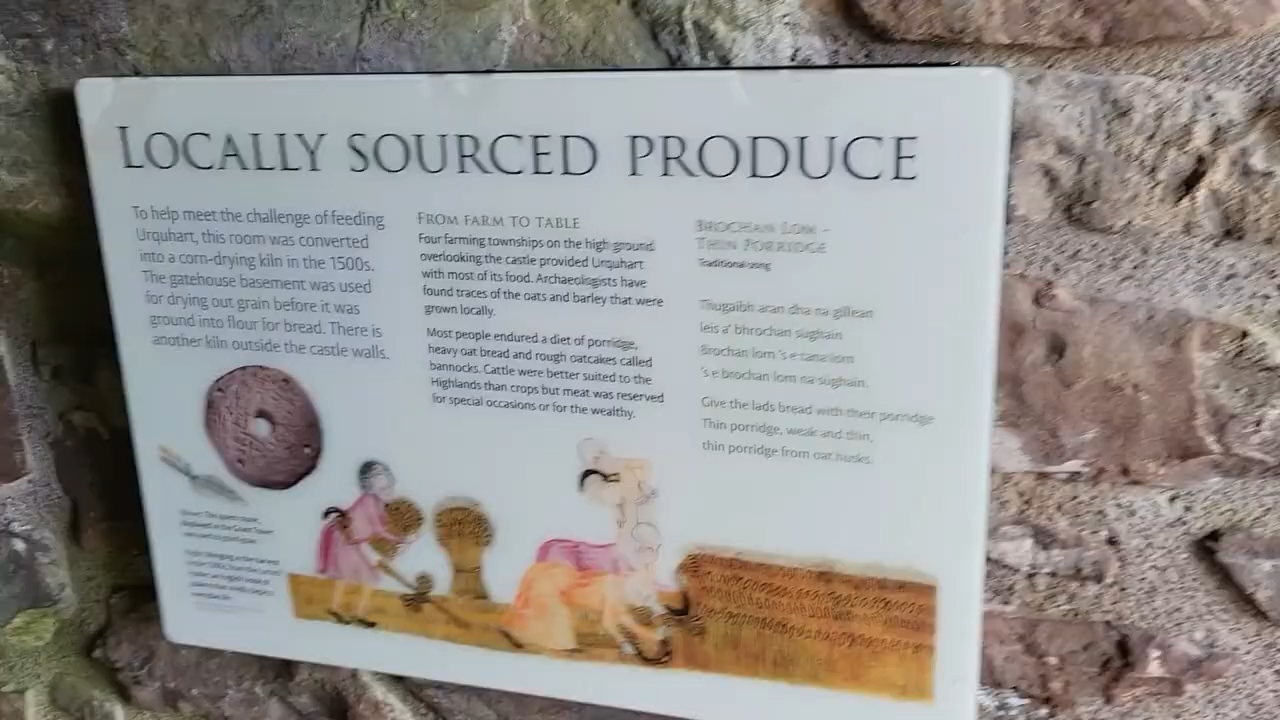 LOCALLY SOURCED PRODUCE
To help meet the challenge of feeding
Urquhart, this room was converted
into a corn-drying kiln in the 1500s.
The gatehouse basement was used
for drying out grain before it was
ground into flour for bread. There is
another kiln outside the castle walls.
FROM FARM TO TABLE
Four farming townships on the high ground
overlooking the castle provided Urquhart
with most of its food. Archaeologists have
found traces of the oats and barley that were
grown locally.
Most people endured a diet of porridge,
heavy oat bread and rough oatcakes called
bannocks. Cattle were better suited to the
Highlands than crops but meat was reserved
for special occasions or for the wealthy.
BROCHAN LOM –
THIN PORRIDGE
Traditional song
Thugaibh aran dha na gillean
leis a' bhrochan sughain
Brochan lom 's e tana lom
's e brochan lom na sughain.
Give the lads bread with their porridge
Thin porridge, weak and thin,
thin porridge from oat husks.